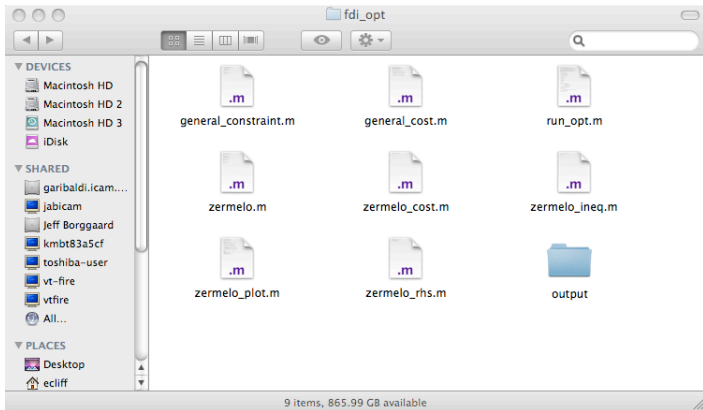 fdi_opt
DEVICES
Macintosh HD
Macintosh HD 2
Macintosh HD 3
iDisk
SHARED
garibaldi.icam....
jabicam
Jeff Borggaard
kmbt83a5cf
toshiba-user
vt-fire
vtfire
All...
PLACES
Desktop
ecliff
.m .m .m
general_constraint.m general_cost.m run_opt.m
.m .m .m
zermelo.m zermelo_cost.m zermelo_ineq.m
.m .m
zermelo_plot.m zermelo_rhs.m output
9 items, 865.99 GB available